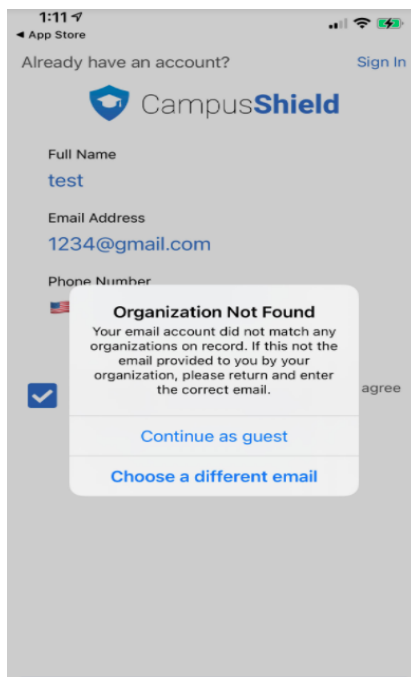 1:11
◀ App Store
Already have an account? Sign In
CampusShield
Full Name
test
Email Address
1234@gmail.com
Phone Number
Organization Not Found
Your email account did not match any
organizations on record. If this not the
email provided to you by your
organization, please return and enter
the correct email.
agree
Continue as guest
Choose a different email